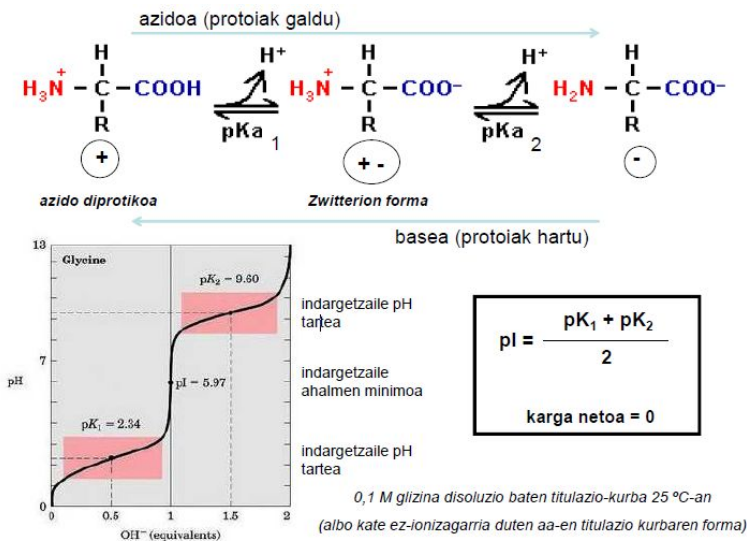 azidoa (protoiak galdu)
H H⁺ H H⁺ H
H₃N⁺ – C – COOH H₃N⁺ – C – COO⁻ H₂N – C – COO⁻
R pKa 1 R pKa 2 R
+ + - -
azido diprotikoa Zwitterion forma
basea (protoiak hartu)
13
Glycine
pK₂ = 9.60
indargetzaile pH
tartea
7
pH
pI = 5.97
indargetzaile
ahalmen minimoa
pK₁ = 2.34
indargetzaile pH
tartea
0
0 0.5 1 1.5 2
OH⁻ (equivalents)
pI = pK₁ + pK₂
2
karga netoa = 0
0,1 M glizina disoluzio baten titulazio-kurba 25 ºC-an
(albo kate ez-ionizagarria duten aa-en titulazio kurbaren forma)